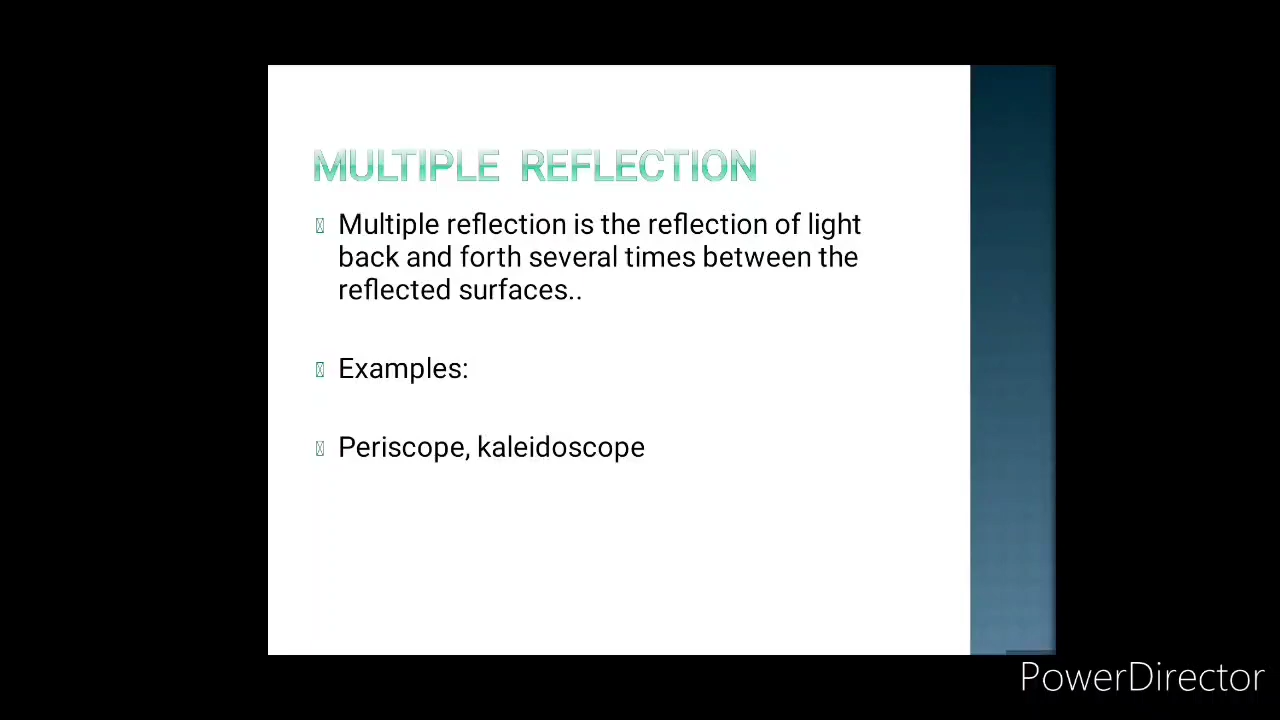 MULTIPLE REFLECTION
Multiple reflection is the reflection of light
back and forth several times between the
reflected surfaces..
Examples:
Periscope, kaleidoscope
PowerDirector